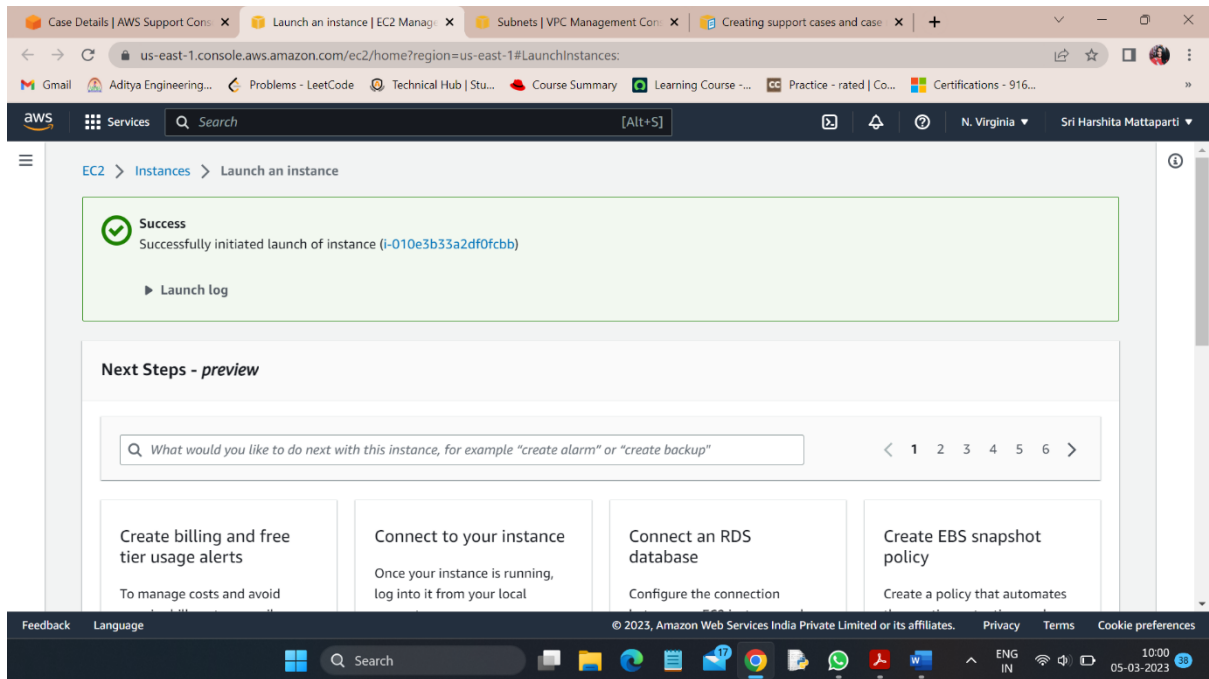 Case Details | AWS Support Cons
Launch an instance | EC2 Manage
Subnets | VPC Management Con
Creating support cases and case
us-east-1.console.aws.amazon.com/ec2/home?region=us-east-1#LaunchInstances:
Gmail
Aditya Engineering...
Problems - LeetCode
Technical Hub | Stu...
Course Summary
Learning Course -...
Practice - rated | Co...
Certifications - 916...
»
aws
Services
Search
[Alt+S]
N. Virginia ▼
Sri Harshita Mattaparti ▼
EC2 > Instances > Launch an instance
Success
Successfully initiated launch of instance (i-010e3b33a2df0fcbb)
Launch log
Next Steps - preview
What would you like to do next with this instance, for example "create alarm" or "create backup"
< 1 2 3 4 5 6 >
Create billing and free
tier usage alerts
To manage costs and avoid
Connect to your instance
Once your instance is running,
log into it from your local
Connect an RDS
database
Configure the connection
Create EBS snapshot
policy
Create a policy that automates
Feedback
Language
© 2023, Amazon Web Services India Private Limited or its affiliates.
Privacy
Terms
Cookie preferences
Search
17
ENG
IN
10:00
05-03-2023
38